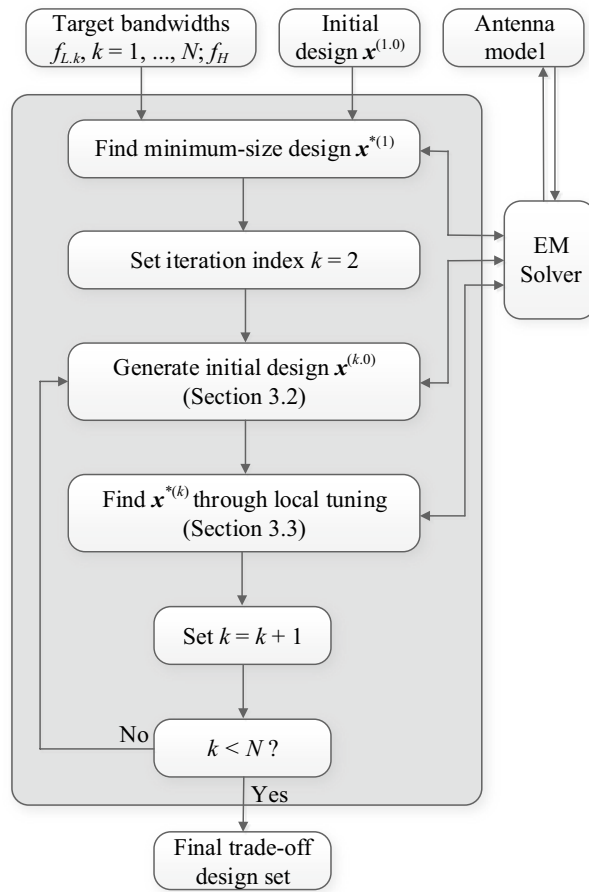 Target bandwidths
f_{L.k}, k = 1, ..., N; f_H
Initial
design x^{(1.0)}
Antenna
model
Find minimum-size design x^{*(1)}
Set iteration index k = 2
EM
Solver
Generate initial design x^{(k.0)}
(Section 3.2)
Find x^{*(k)} through local tuning
(Section 3.3)
Set k = k + 1
No
k < N ?
Yes
Final trade-off
design set